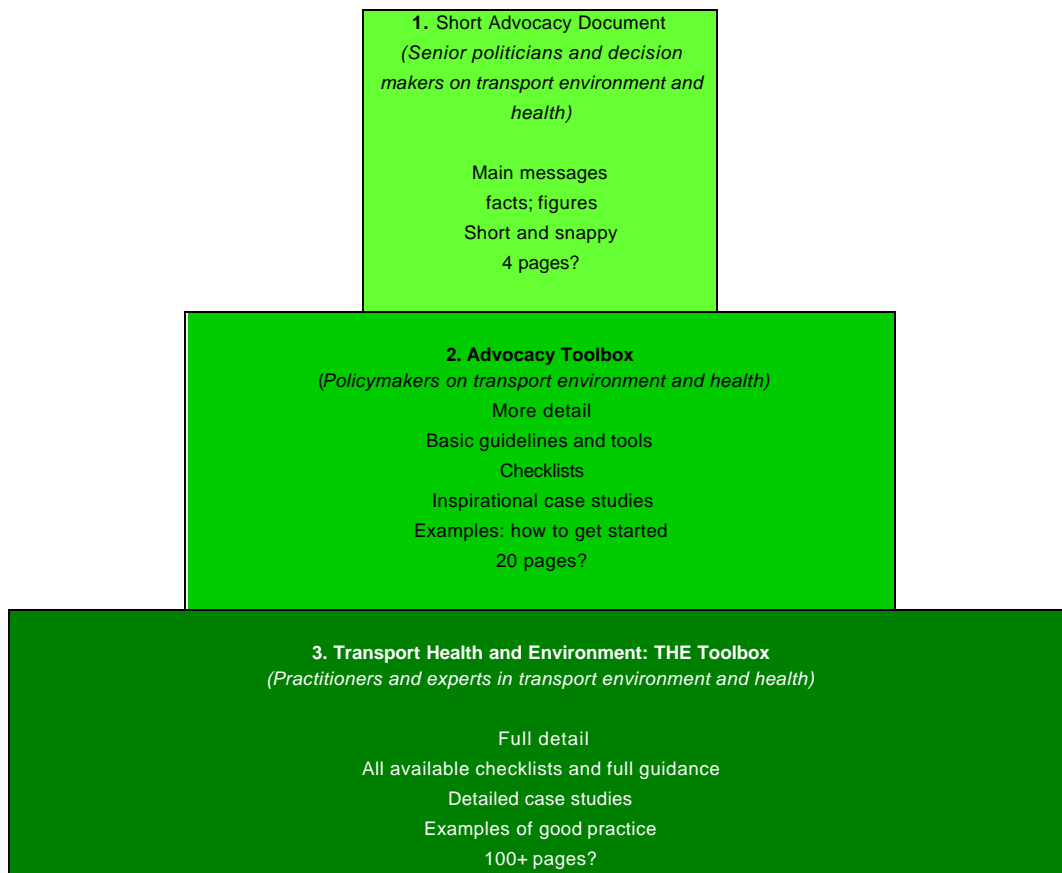 1. Short Advocacy Document
(Senior politicians and decision
makers on transport environment and
health)
Main messages
facts; figures
Short and snappy
4 pages?
2. Advocacy Toolbox
(Policymakers on transport environment and health)
More detail
Basic guidelines and tools
Checklists
Inspirational case studies
Examples: how to get started
20 pages?
3. Transport Health and Environment: THE Toolbox
(Practitioners and experts in transport environment and health)
Full detail
All available checklists and full guidance
Detailed case studies
Examples of good practice
100+ pages?